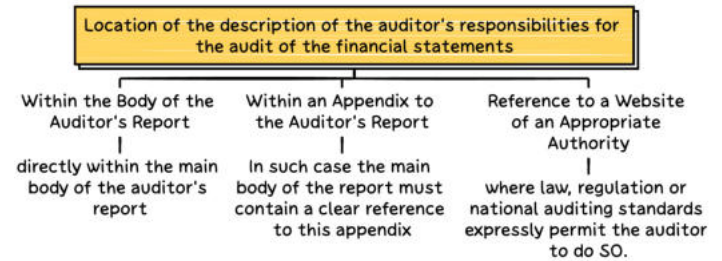 Location of the description of the auditor's responsibilities for
the audit of the financial statements
Within the Body of the
Auditor's Report
directly within the main
body of the auditor's
report
Within an Appendix to
the Auditor's Report
In such case the main
body of the report must
contain a clear reference
to this appendix
Reference to a Website
of an Appropriate
Authority
where law, regulation or
national auditing standards
expressly permit the auditor
to do SO.